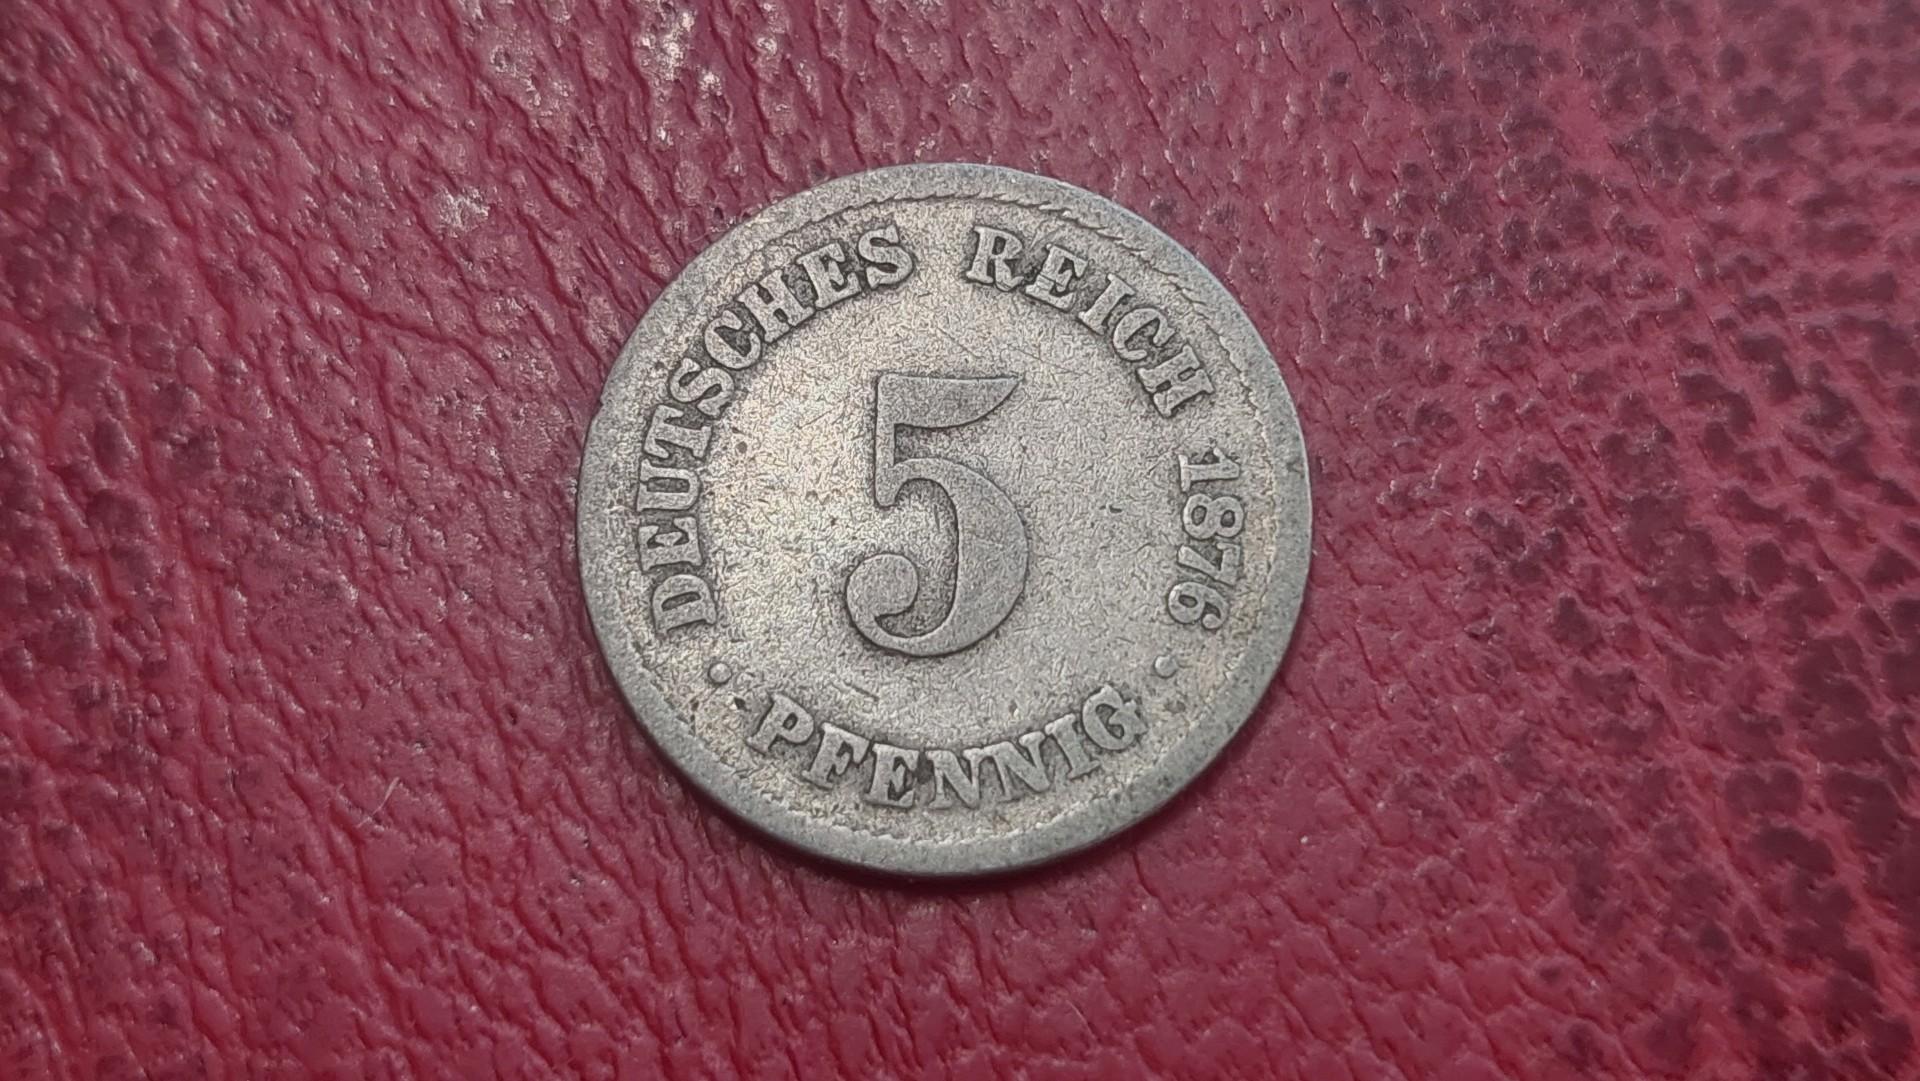 DEUTSCHES REICH 1876
5
· PFENNIG ·